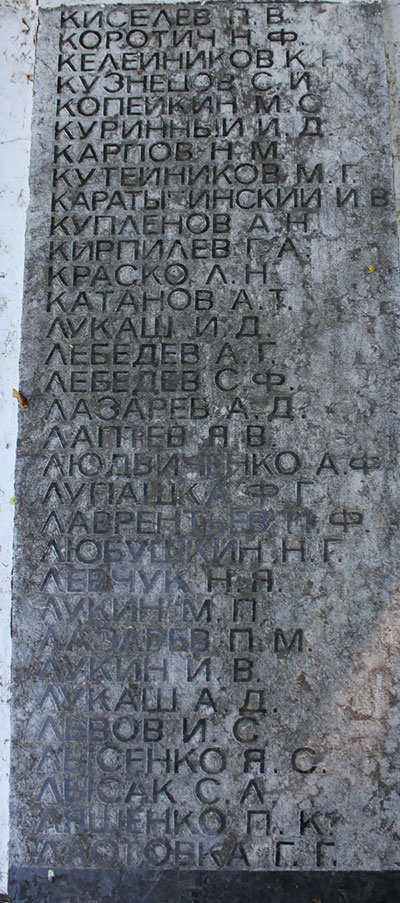 КИСЕЛЕВ П. В.
КОРОТИЧ Н. Ф.
КЕЛЕЙНИКОВ К. Н
КУЗНЕЦОВ С. И.
КОПЕЙКИН М. С.
КУРИННЫЙ И. Д.
КАРПОВ Н. М.
КУТЕЙНИКОВ М. Г.
КАРАТЫГИНСКИЙ И. В.
КУПЛЕНОВ А. Н.
КИРПИЛЕВ Г. А.
КРАСКО Л. Н.
КАТАНОВ А. Т.
ЛУКАШ И. Д.
ЛЕБЕДЕВ А. Г.
ЛЕБЕДЕВ С. Ф.
ЛАЗАРЕВ А. Д.
ЛАПТЕВ Я. В.
А. Ф.
ЛУПАШКА Ф. Г.
ЛАВРЕНТЬЕВ П. Ф.
ЛЮБУШКИН Н. Г.
ЛЕВЧУК Н. Я.
ЛУКИН М. П.
ЛАЗАРЕВ П. М.
ЛУКИН И. В.
ЛУКАШ А. Д.
ЛЬВОВ И. С.
ЛЫСЕНКО Я. С.
ЛЫСАК С. А.
ЛЯШЕНКО П. К.
ЛАСТОВКА Г. Г.